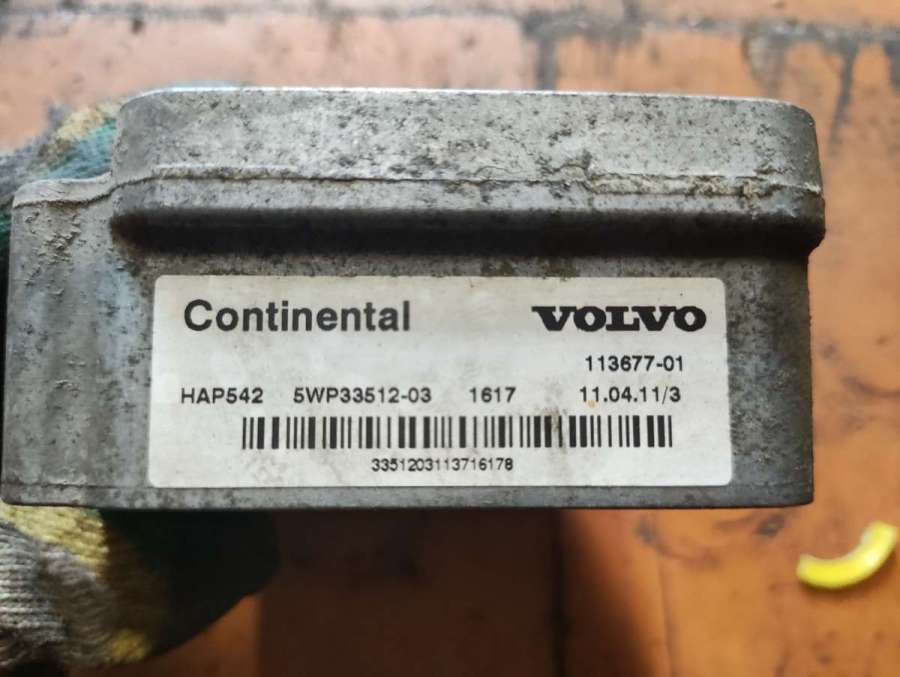 Continental VOLVO
113677-01
HAP542 5WP33512-03 1617 11.04.11/3
3351203113716178